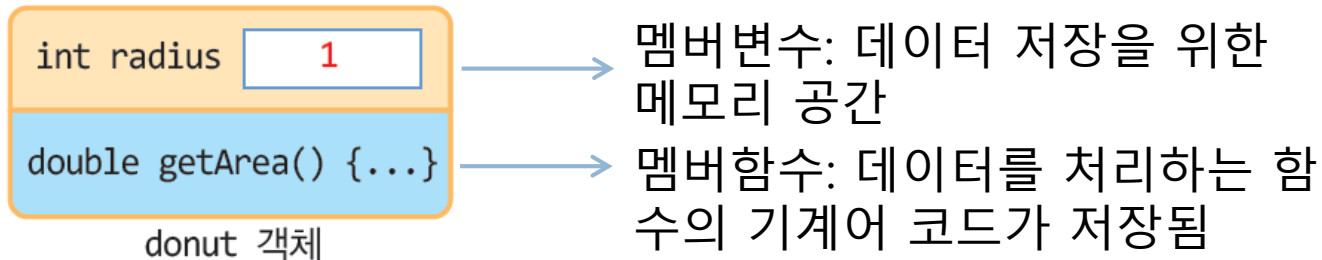 int radius 1
멤버변수: 데이터 저장을 위한
메모리 공간
double getArea() {...}
멤버함수: 데이터를 처리하는 함
수의 기계어 코드가 저장됨
donut 객체